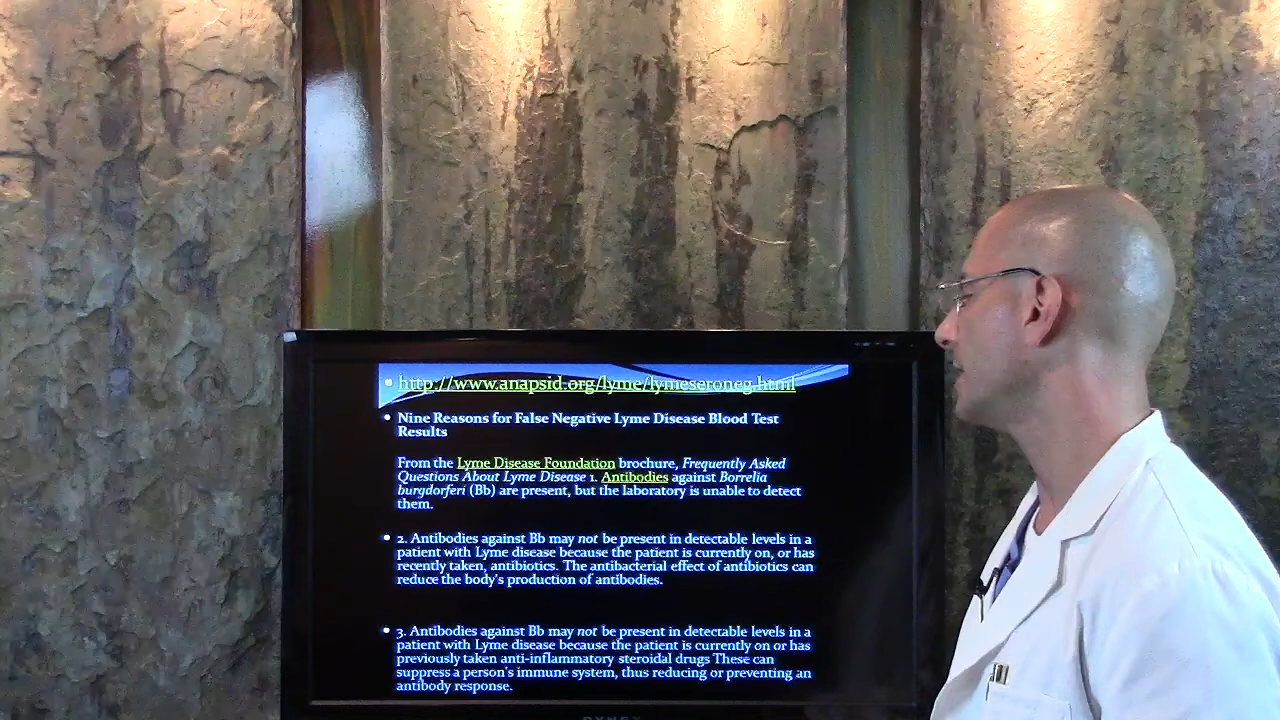 • http://www.anapsid.org/lyme/lymeseroneg.html
• Nine Reasons for False Negative Lyme Disease Blood Test
Results
From the Lyme Disease Foundation brochure, Frequently Asked
Questions About Lyme Disease 1. Antibodies against Borrelia
burgdorferi (Bb) are present, but the laboratory is unable to detect
them.
• 2. Antibodies against Bb may not be present in detectable levels in a
patient with Lyme disease because the patient is currently on, or has
recently taken, antibiotics. The antibacterial effect of antibiotics can
reduce the body's production of antibodies.
• 3. Antibodies against Bb may not be present in detectable levels in a
patient with Lyme disease because the patient is currently on or has
previously taken anti-inflammatory steroidal drugs These can
suppress a person's immune system, thus reducing or preventing an
antibody response.